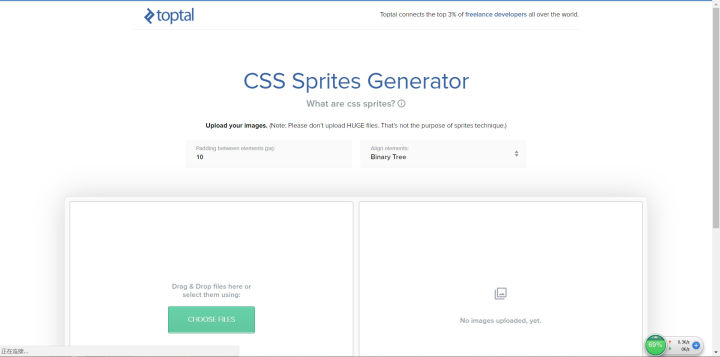 toptal
Toptal connects the top 3% of freelance developers all over the world.
CSS Sprites Generator
What are css sprites?
Upload your images. (Note: Please don't upload HUGE files. That's not the purpose of sprites technique.)
Padding between elements (px):
10
Align elements:
Binary Tree
Drag & Drop files here or
select them using:
CHOOSE FILES
No images uploaded, yet.
正在连接...
69%